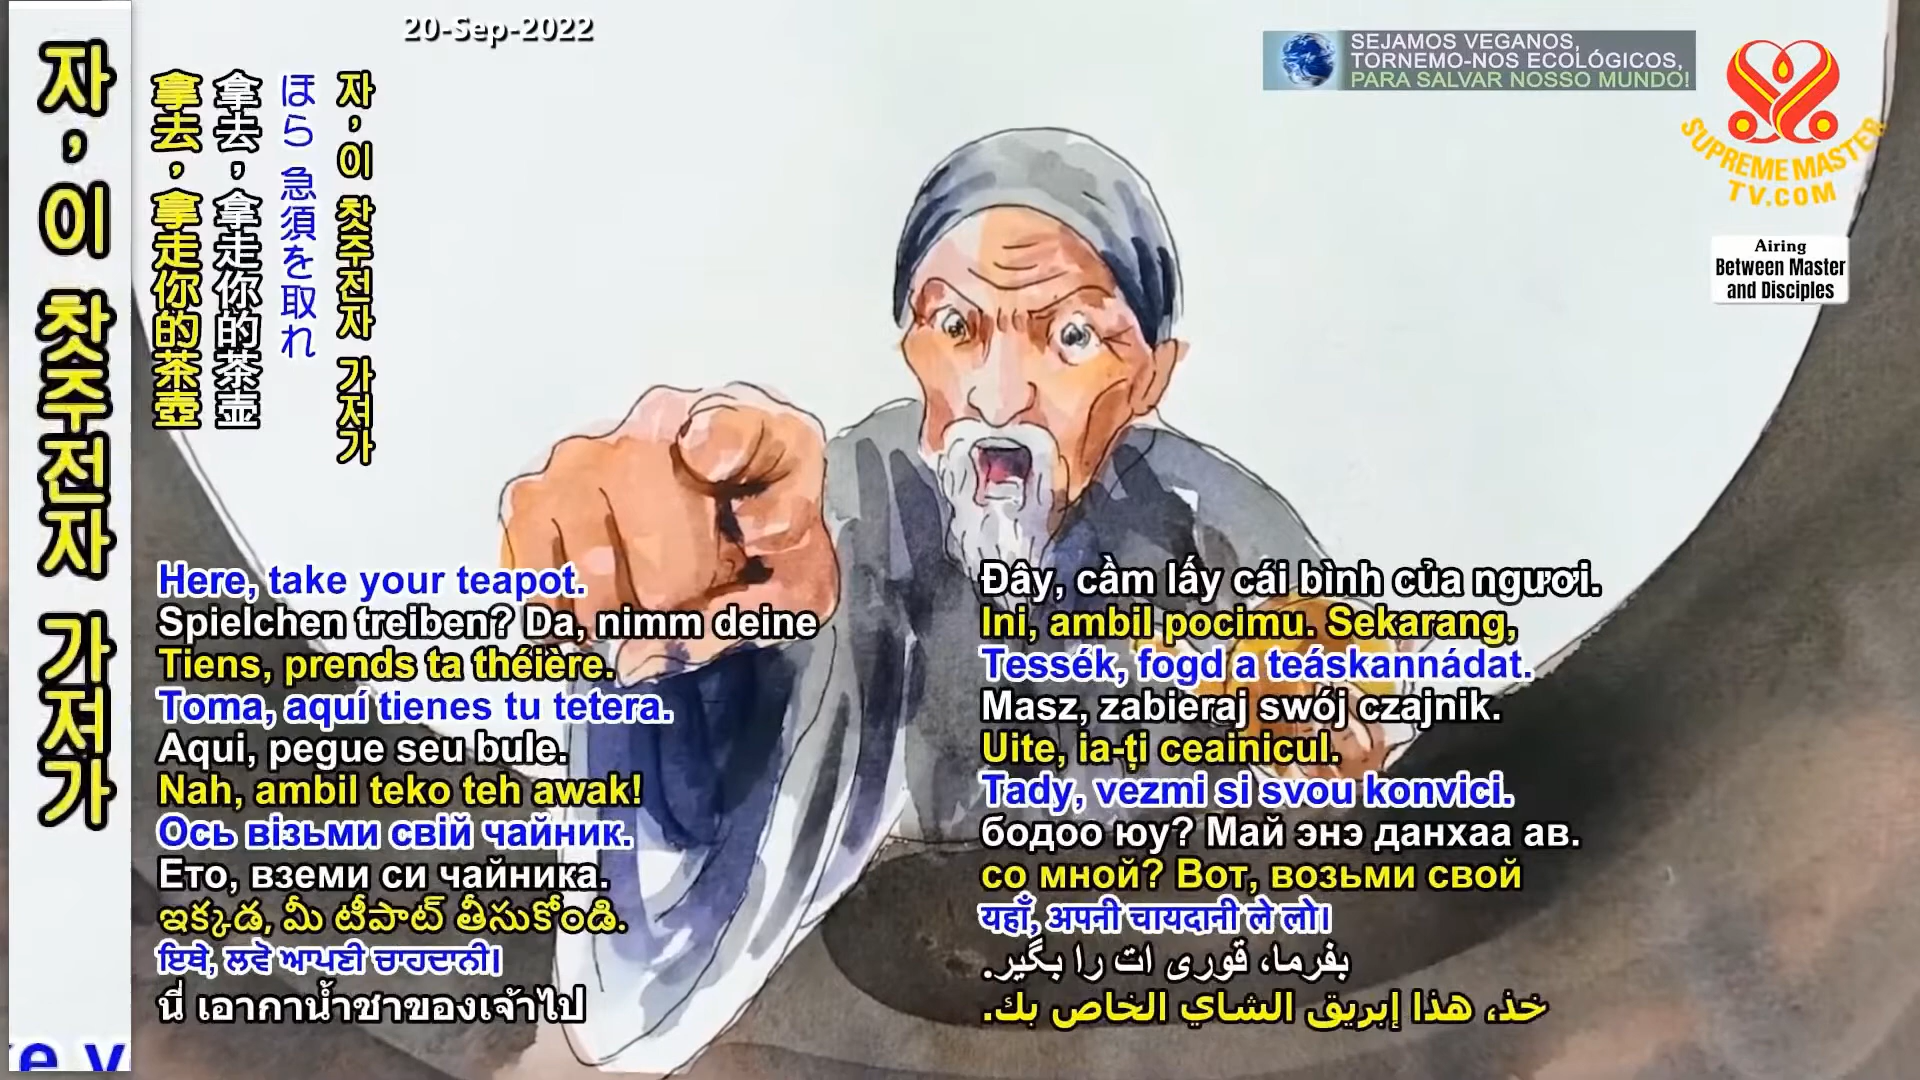 자, 이 찻주전자 가져가
20-Sep-2022
拿去，拿走你的茶壺
拿去，拿走你的茶壶
ほら 急須を取れ
자, 이 찻주전자 가져가
SEJAMOS VEGANOS,
TORNEMO-NOS ECOLÓGICOS,
PARA SALVAR NOSSO MUNDO!
SUPREME MASTER
TV.COM
Airing
Between Master
and Disciples
Here, take your teapot.
Spielchen treiben? Da, nimm deine
Tiens, prends ta théière.
Toma, aquí tienes tu tetera.
Aqui, pegue seu bule.
Nah, ambil teko teh awak!
Ось візьми свій чайник.
Ето, вземи си чайника.
ఇక్కడ, మీ టీపాట్ తీసుకోండి.
ਇਥੇ, ਲਵੋ ਆਪਣੀ ਚਾਹਦਾਨੀ।
นี่ เอากาน้ำชาของเจ้าไป
Đây, cầm lấy cái bình của ngươi.
Ini, ambil pocimu. Sekarang,
Tessék, fogd a teáskannádat.
Masz, zabieraj swój czajnik.
Uite, ia-ți ceainicul.
Tady, vezmi si svou konvici.
бодоо юу? Май энэ данхаа ав.
со мной? Вот, возьми свой
यहाँ, अपनी चायदानी ले लो।
بفرما، قوری ات را بگیر.
خذ، هذا إبريق الشاي الخاص بك.